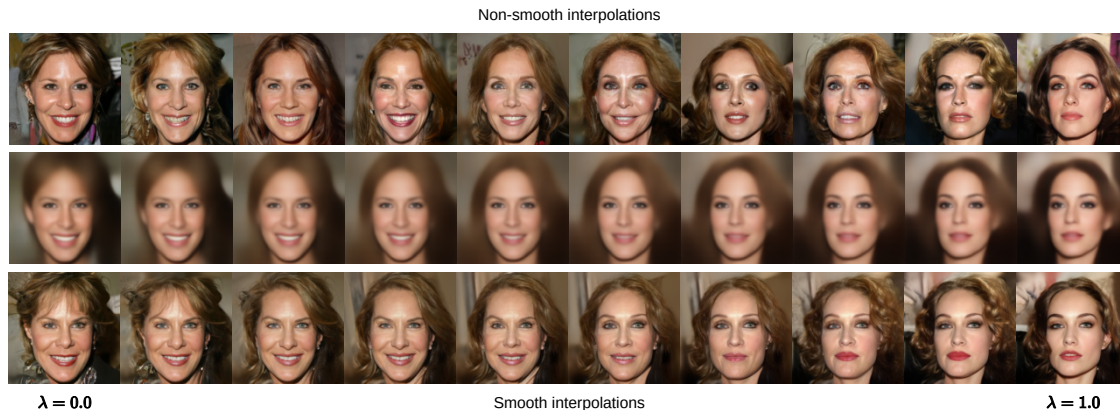 Non-smooth interpolations
λ = 0.0
Smooth interpolations
λ = 1.0